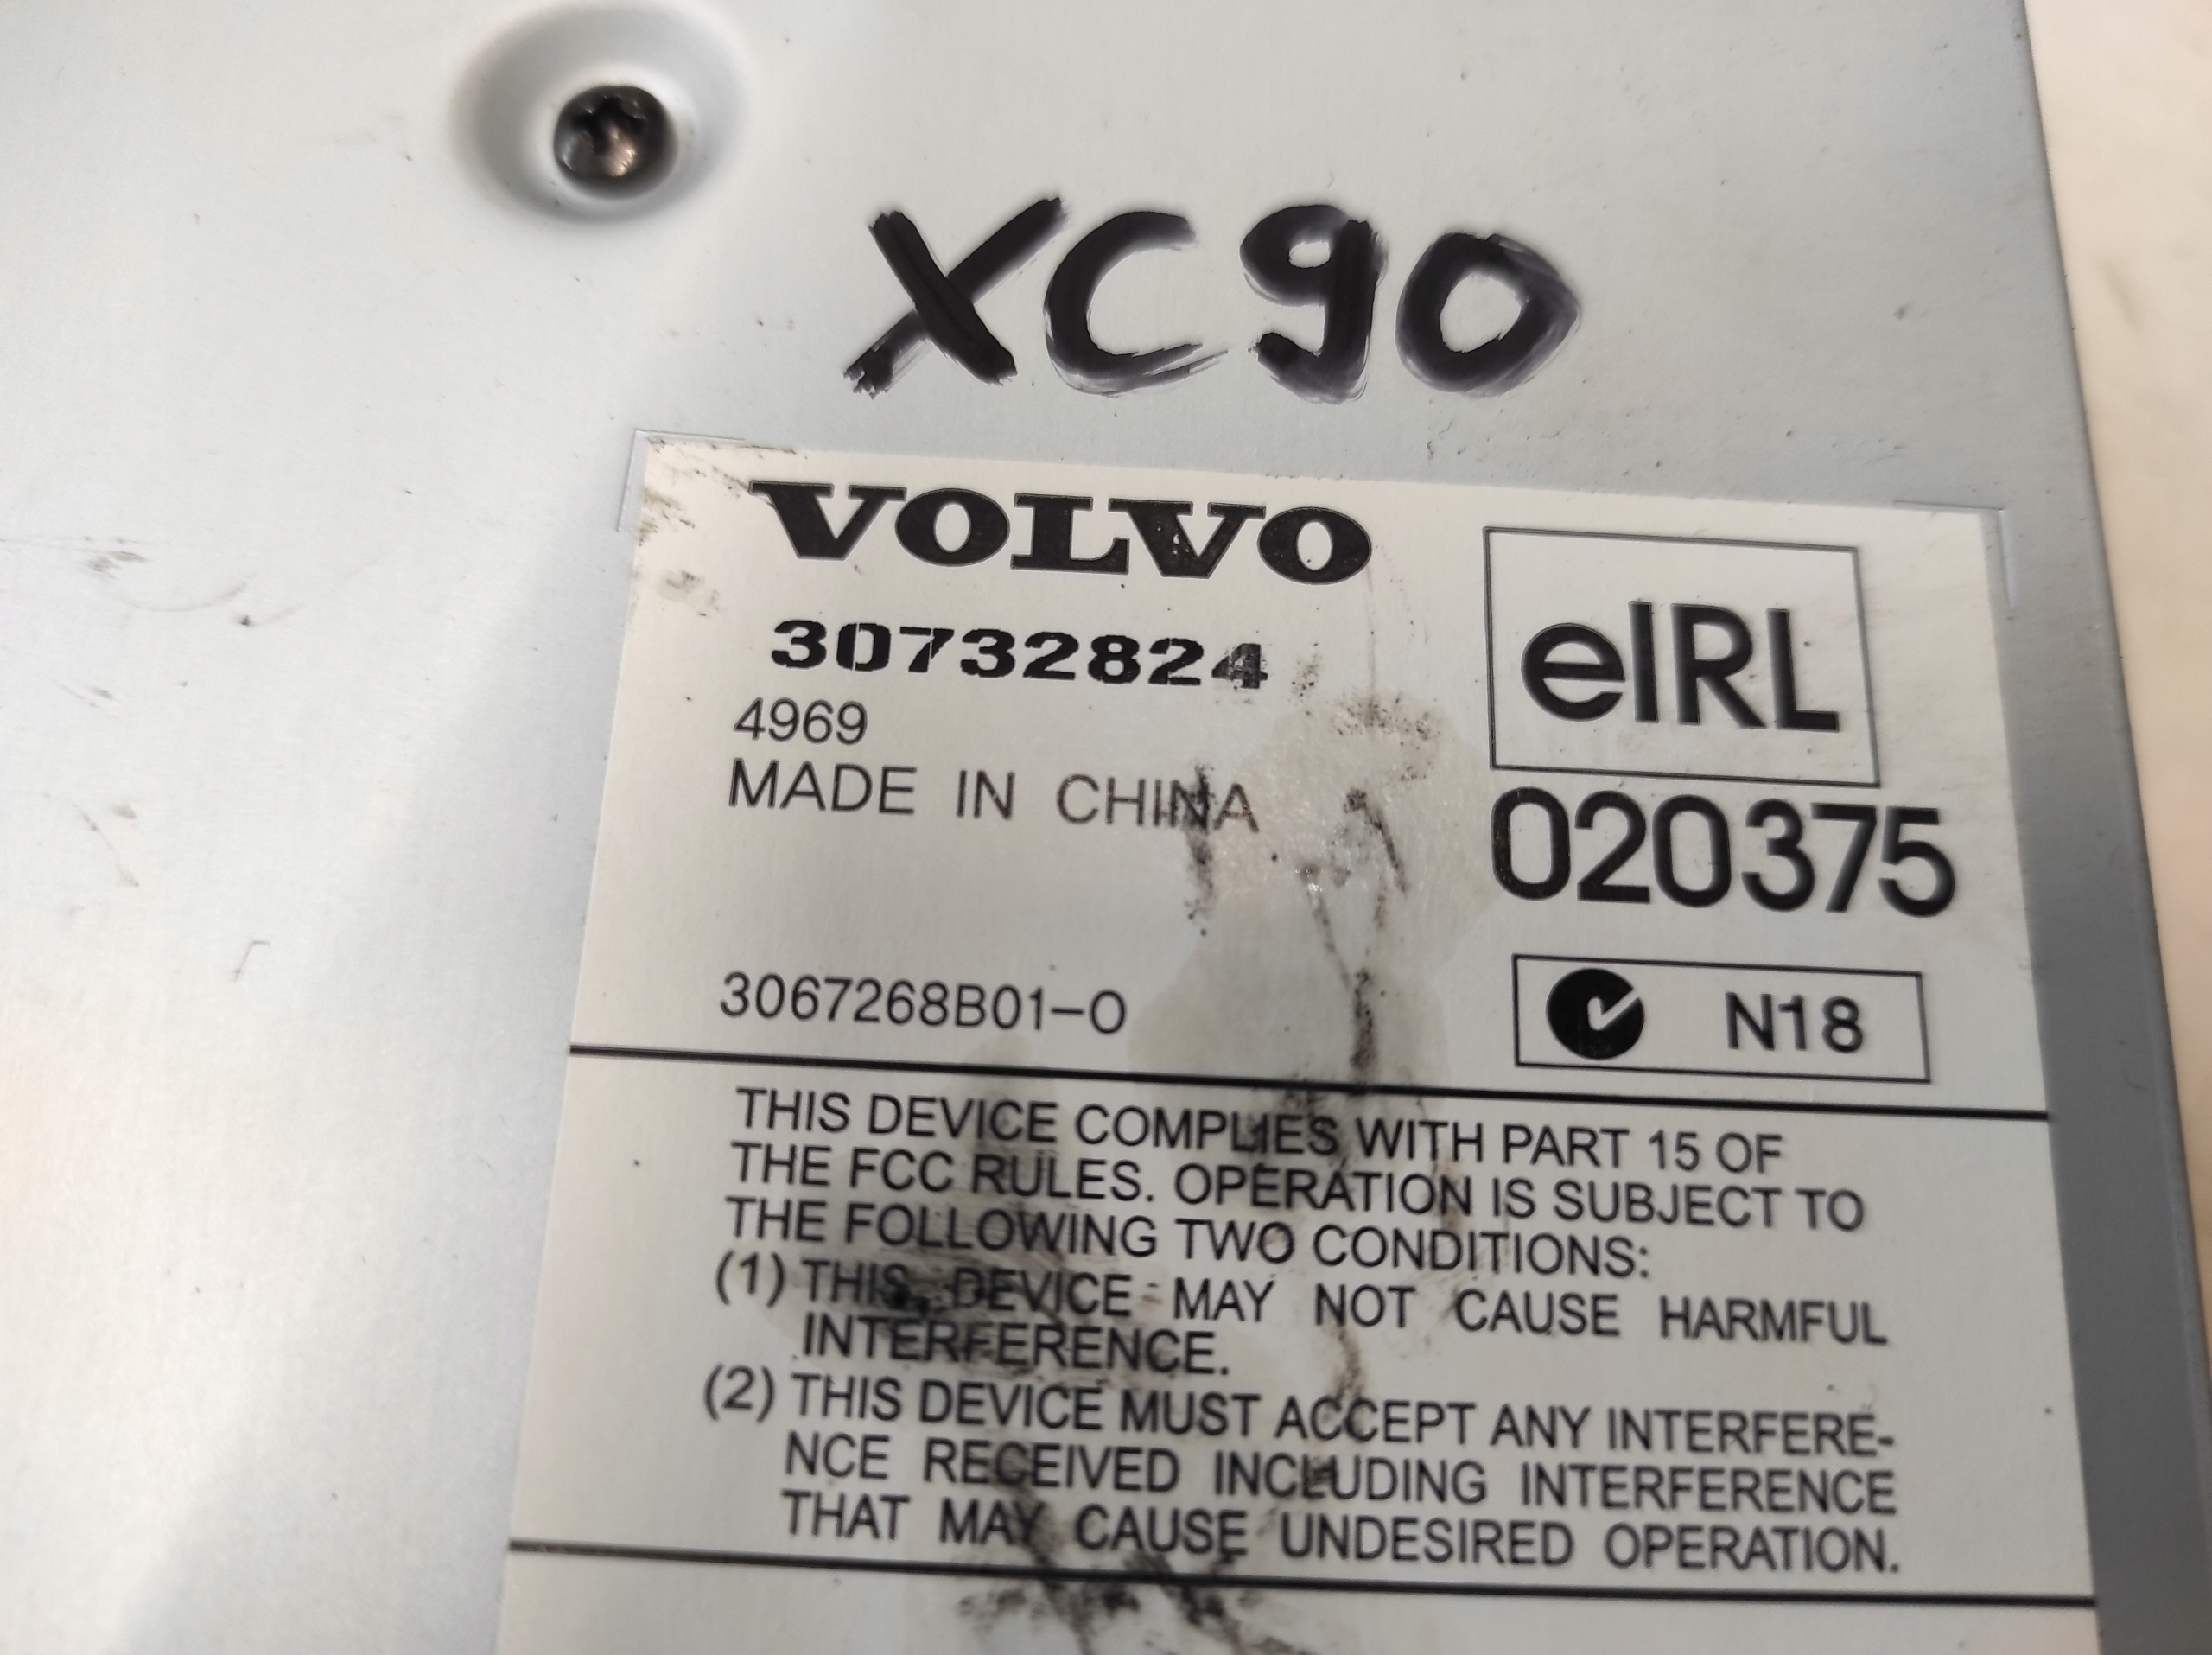 XC90
VOLVO
30732824
4969
MADE IN CHINA
3067268B01-O
eIRL
020375
N18
THIS DEVICE COMPLIES WITH PART 15 OF
THE FCC RULES. OPERATION IS SUBJECT TO
THE FOLLOWING TWO CONDITIONS:
(1) THIS DEVICE MAY NOT CAUSE HARMFUL
INTERFERENCE.
(2) THIS DEVICE MUST ACCEPT ANY INTERFERE-
NCE RECEIVED INCLUDING INTERFERENCE
THAT MAY CAUSE UNDESIRED OPERATION.